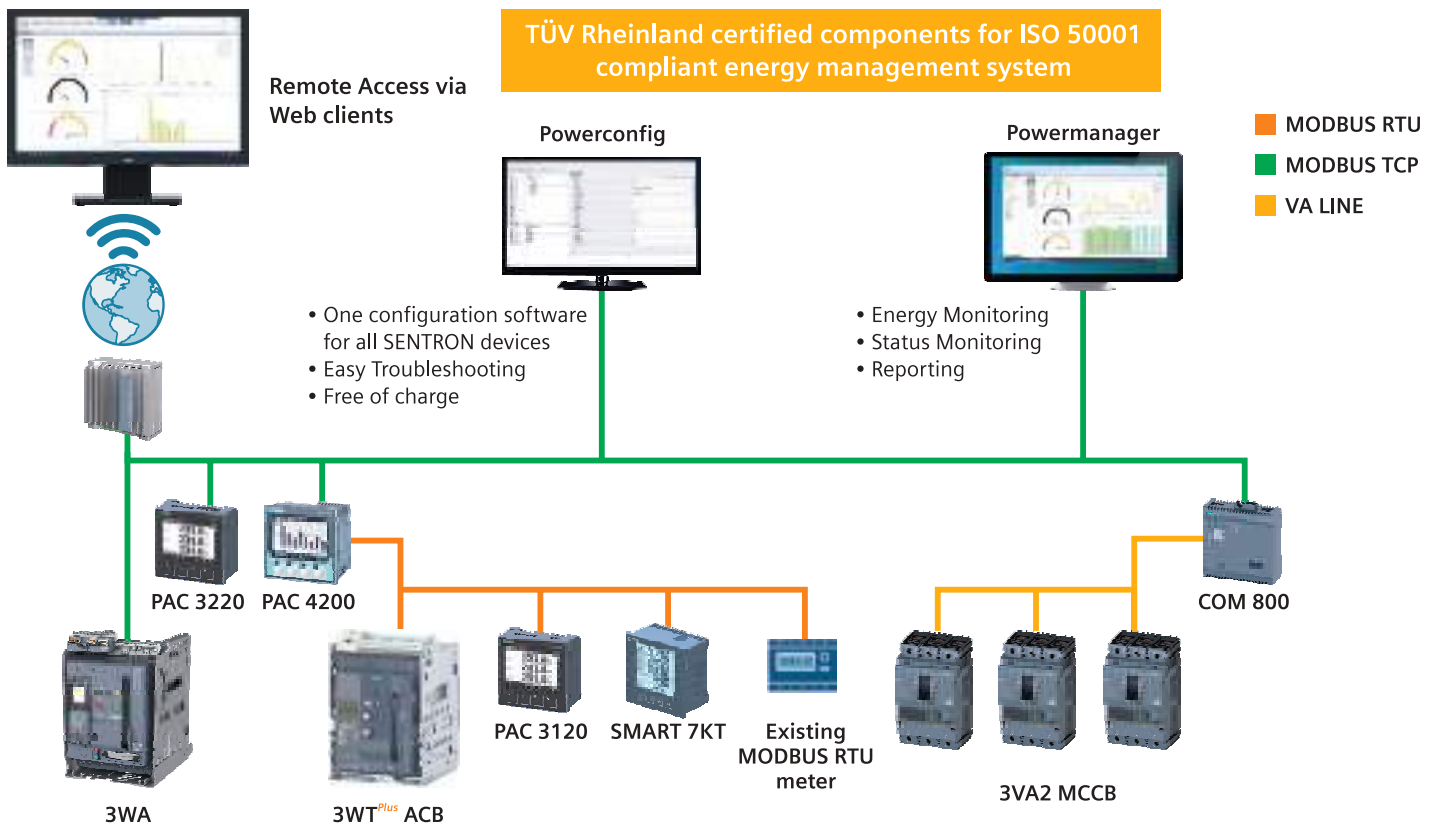 TÜV Rheinland certified components for ISO 50001
compliant energy management system
Remote Access via
Web clients
Powerconfig
Powermanager
MODBUS RTU
MODBUS TCP
VA LINE
• One configuration software
for all SENTRON devices
• Easy Troubleshooting
• Free of charge
• Energy Monitoring
• Status Monitoring
• Reporting
PAC 3220
PAC 4200
COM 800
PAC 3120
SMART 7KT
Existing
MODBUS RTU
meter
3WA
3WTPlus ACB
3VA2 MCCB